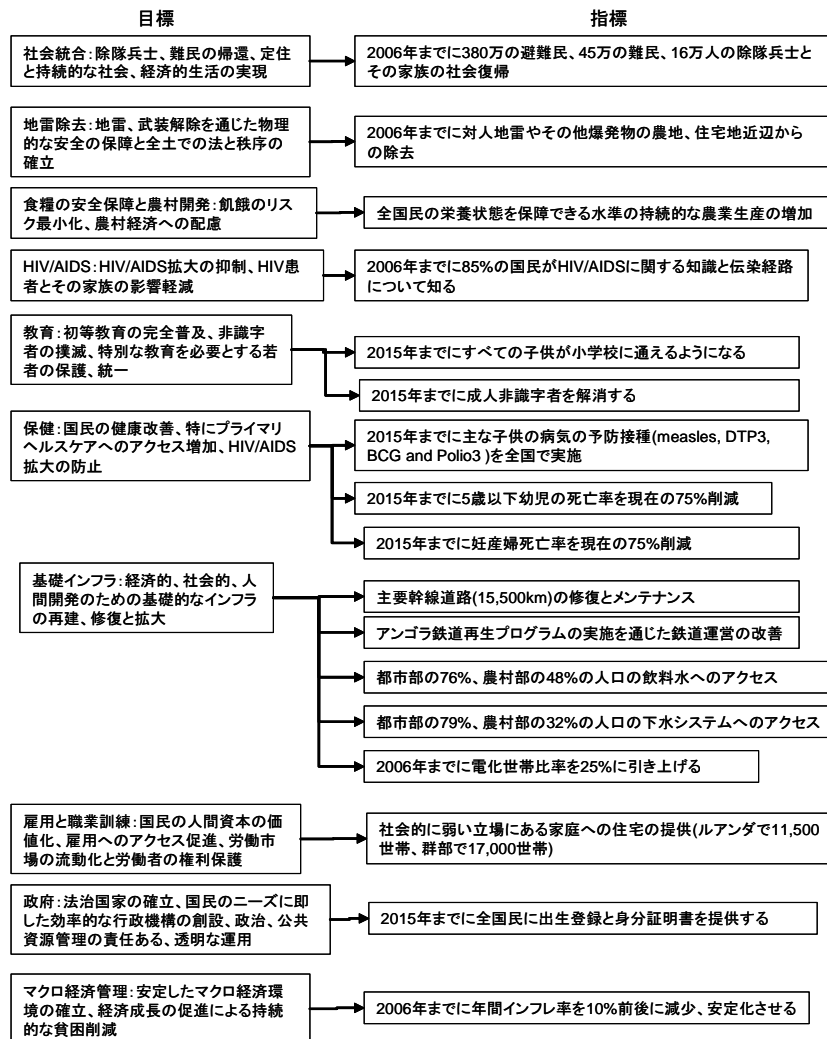 目標
指標
社会統合:除隊兵士、難民の帰還、定住
と持続的な社会、経済的生活の実現
2006年までに380万の避難民、45万の難民、16万人の除隊兵士と
その家族の社会復帰
地雷除去:地雷、武装解除を通じた物理
的な安全の保障と全土での法と秩序の
確立
2006年までに対人地雷やその他爆発物の農地、住宅地近辺から
の除去
食糧の安全保障と農村開発:飢餓のリス
ク最小化、農村経済への配慮
全国民の栄養状態を保障できる水準の持続的な農業生産の増加
HIV/AIDS:HIV/AIDS拡大の抑制、HIV患
者とその家族の影響軽減
2006年までに85%の国民がHIV/AIDSに関する知識と伝染経路
について知る
教育:初等教育の完全普及、非識字
者の撲滅、特別な教育を必要とする若
者の保護、統一
2015年までにすべての子供が小学校に通えるようになる
2015年までに成人非識字者を解消する
保健:国民の健康改善、特にプライマリ
ヘルスケアへのアクセス増加、HIV/AIDS
拡大の防止
2015年までに主な子供の病気の予防接種(measles, DTP3,
BCG and Polio3 )を全国で実施
2015年までに5歳以下幼児の死亡率を現在の75%削減
2015年までに妊産婦死亡率を現在の75%削減
基礎インフラ:経済的、社会的、人
間開発のための基礎的なインフラ
の再建、修復と拡大
主要幹線道路(15,500km)の修復とメンテナンス
アンゴラ鉄道再生プログラムの実施を通じた鉄道運営の改善
都市部の76%、農村部の48%の人口の飲料水へのアクセス
都市部の79%、農村部の32%の人口の下水システムへのアクセス
2006年までに電化世帯比率を25%に引き上げる
雇用と職業訓練:国民の人間資本の価
値化、雇用へのアクセス促進、労働市
場の流動化と労働者の権利保護
社会的に弱い立場にある家庭への住宅の提供(ルアンダで11,500
世帯、群部で17,000世帯)
政府:法治国家の確立、国民のニーズに即
した効率的な行政機構の創設、政治、公共
資源管理の責任ある、透明な運用
2015年までに全国民に出生登録と身分証明書を提供する
マクロ経済管理:安定したマクロ経済環
境の確立、経済成長の促進による持続
的な貧困削減
2006年までに年間インフレ率を10%前後に減少、安定化させる